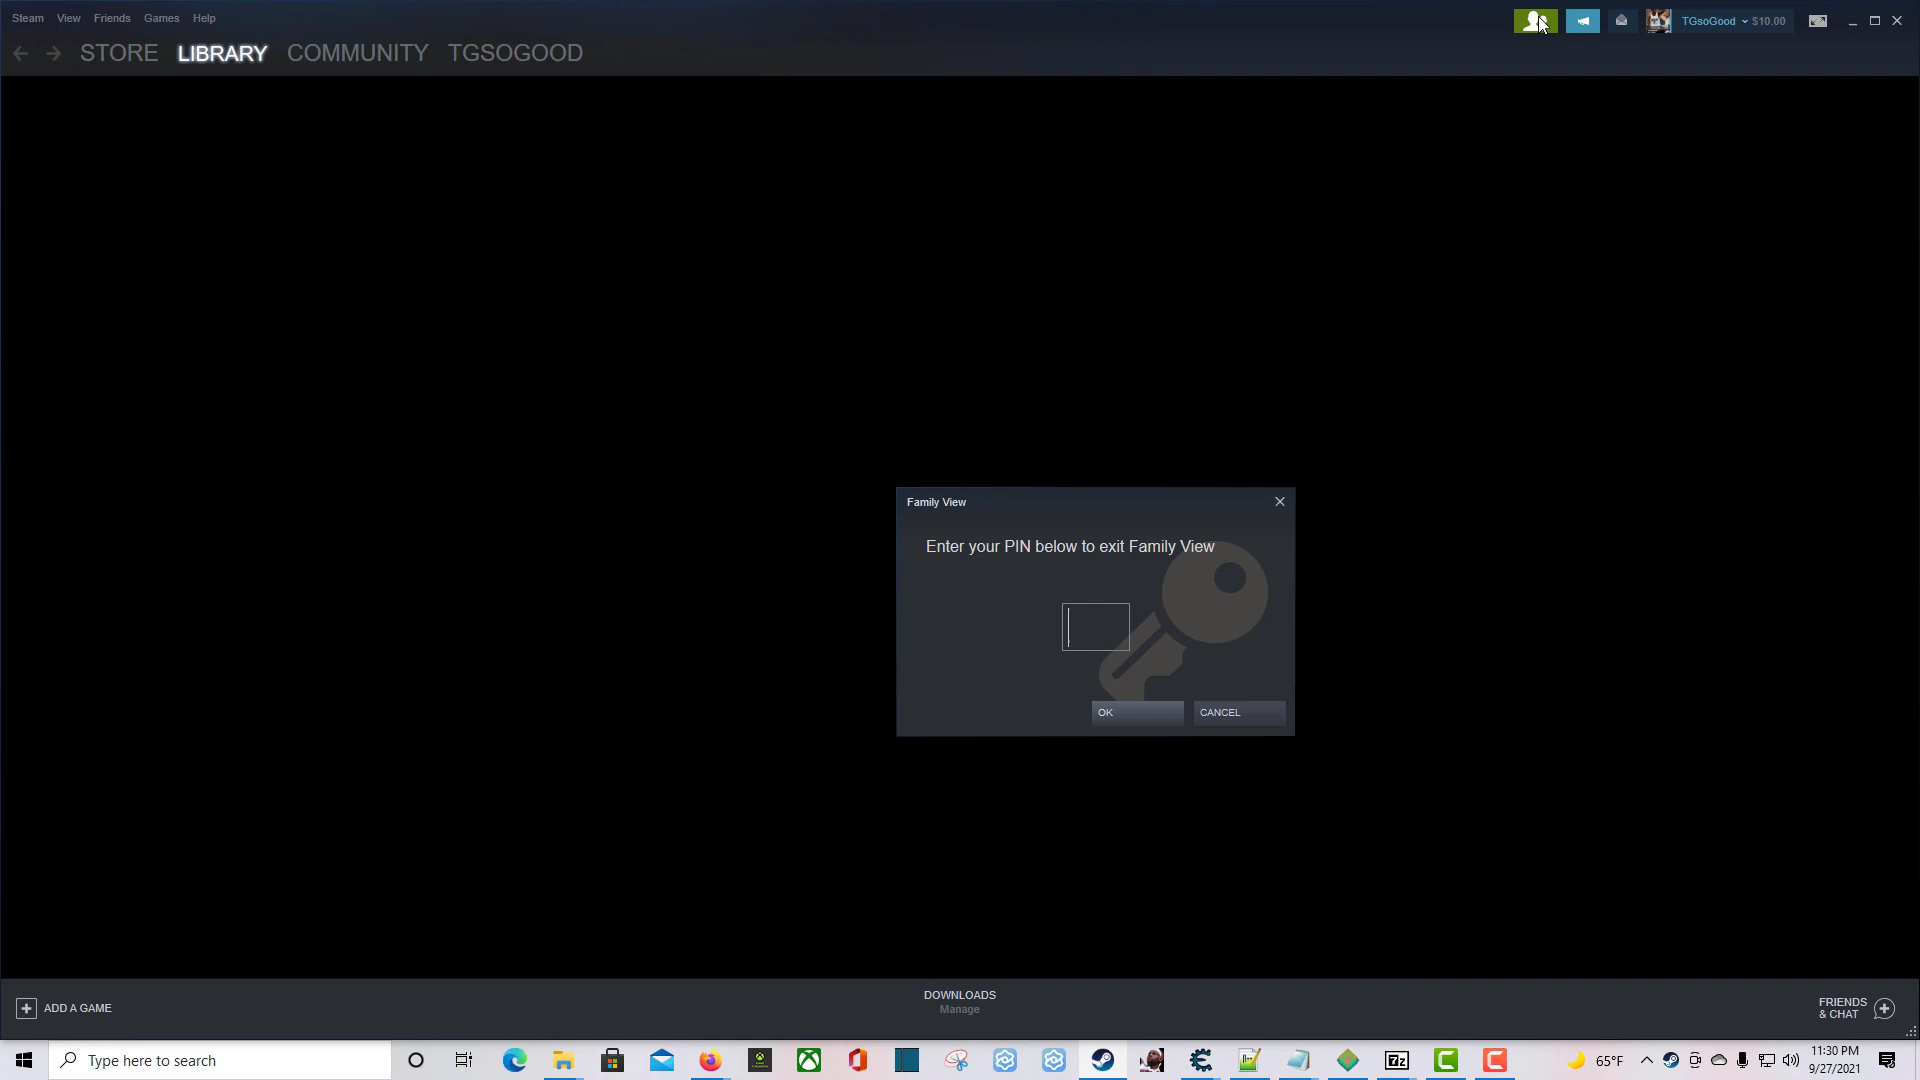 Steam View Friends Games Help
TGsoGood $10.00
STORE LIBRARY COMMUNITY TGSOGOOD
Family View
Enter your PIN below to exit Family View
OK CANCEL
ADD A GAME
DOWNLOADS
Manage
FRIENDS
& CHAT
Type here to search
7z
C
C
65°F
11:30 PM
9/27/2021